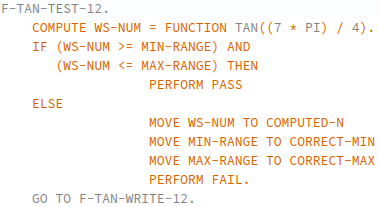 F-TAN-TEST-12.
COMPUTE WS-NUM = FUNCTION TAN((7 * PI) / 4).
IF (WS-NUM >= MIN-RANGE) AND
(WS-NUM <= MAX-RANGE) THEN
PERFORM PASS
ELSE
MOVE WS-NUM TO COMPUTED-N
MOVE MIN-RANGE TO CORRECT-MIN
MOVE MAX-RANGE TO CORRECT-MAX
PERFORM FAIL.
GO TO F-TAN-WRITE-12.